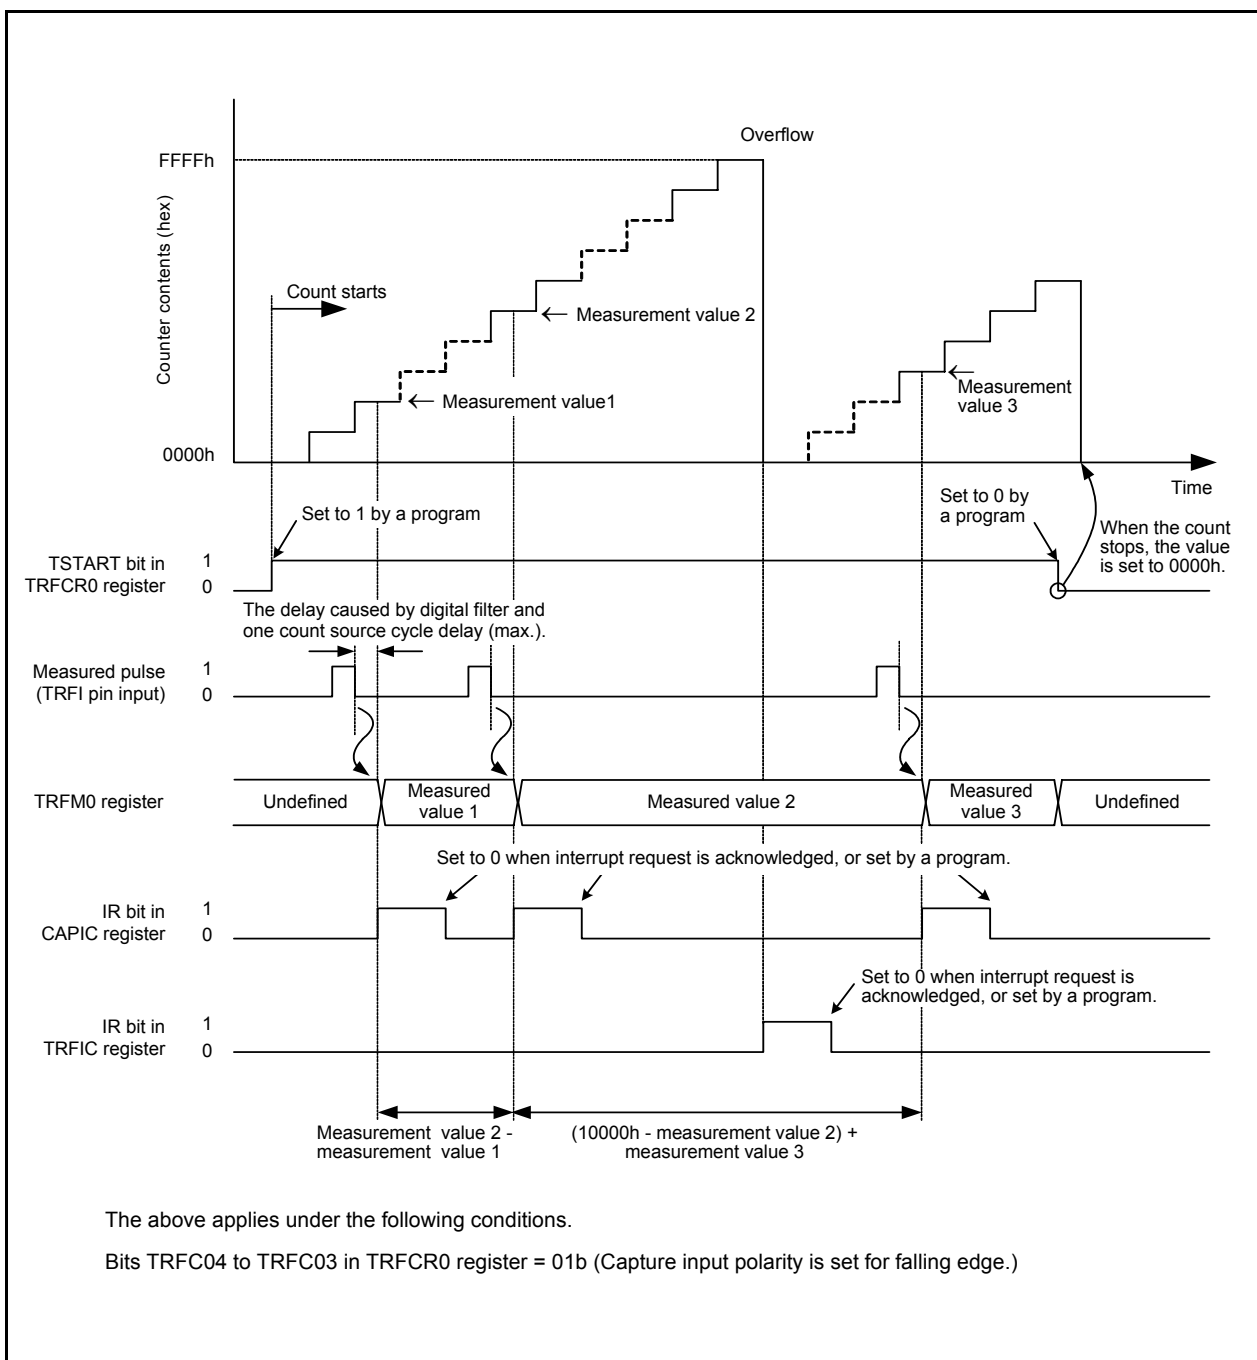 Overflow
FFFFh
Counter contents (hex)
Count starts
← Measurement value 2
← Measurement value1
← Measurement
value 3
0000h
Time
Set to 1 by a program
Set to 0 by
a program
When the count
stops, the value
is set to 0000h.
TSTART bit in
TRFCR0 register
1
0
The delay caused by digital filter and
one count source cycle delay (max.).
Measured pulse
(TRFI pin input)
1
0
TRFM0 register
Undefined
Measured
value 1
Measured value 2
Measured
value 3
Undefined
Set to 0 when interrupt request is acknowledged, or set by a program.
IR bit in
CAPIC register
1
0
Set to 0 when interrupt request is
acknowledged, or set by a program.
IR bit in
TRFIC register
1
0
Measurement value 2 -
measurement value 1
(10000h - measurement value 2) +
measurement value 3
The above applies under the following conditions.
Bits TRFC04 to TRFC03 in TRFCR0 register = 01b (Capture input polarity is set for falling edge.)